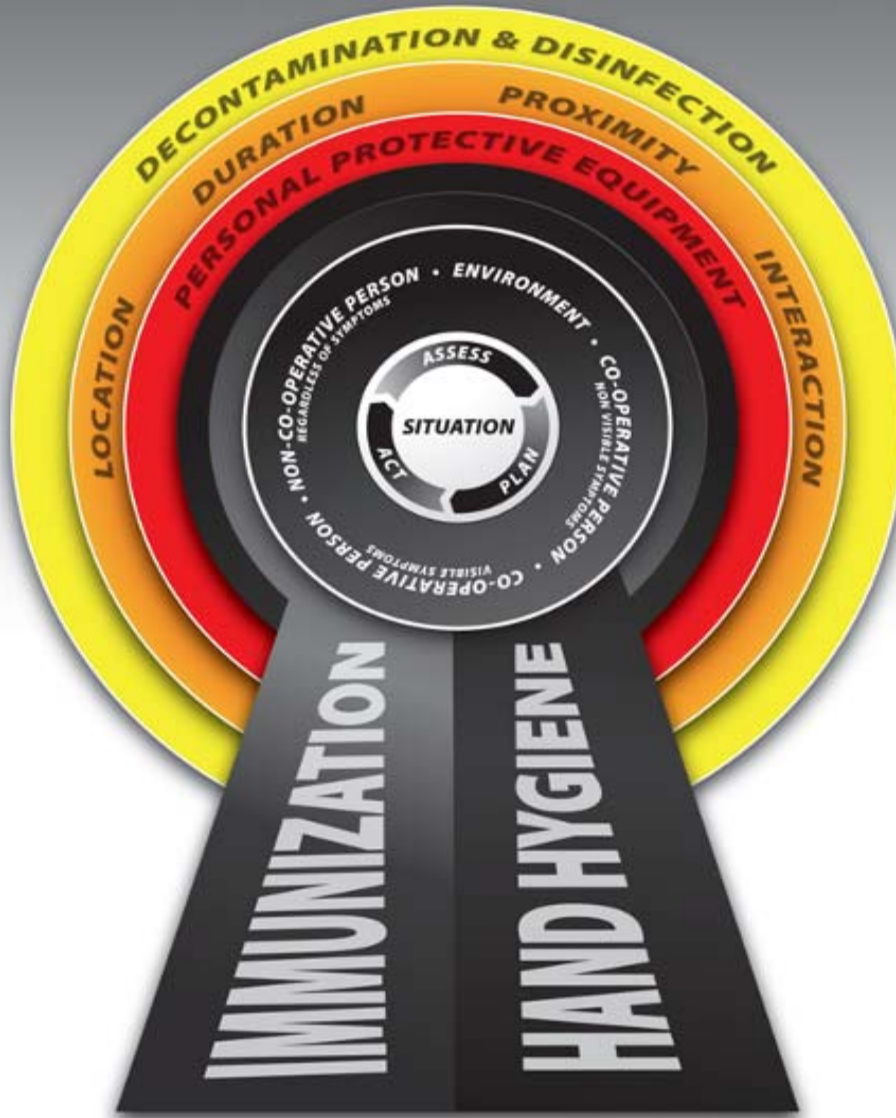 DECONTAMINATION & DISINFECTION
DURATION
PROXIMITY
LOCATION
INTERACTION
PERSONAL PROTECTIVE EQUIPMENT
ENVIRONMENT •
CO-OPERATIVE PERSON •
NON VISIBLE SYMPTOMS
CO-OPERATIVE PERSON •
VISIBLE SYMPTOMS
NON-CO-OPERATIVE PERSON •
REGARDLESS OF SYMPTOMS
ASSESS
PLAN
ACT
SITUATION
IMMUNIZATION
HAND HYGIENE